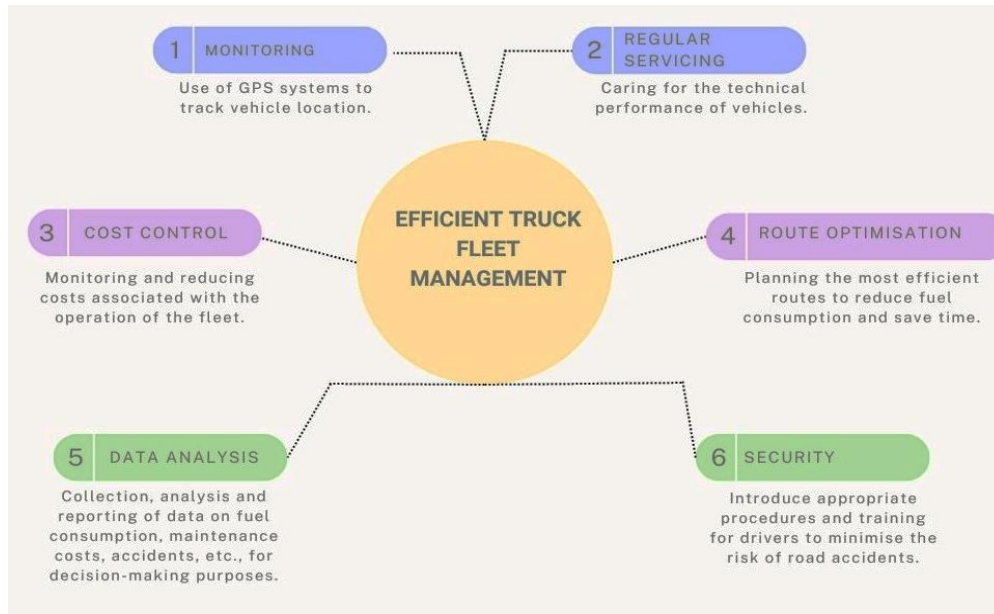 1 MONITORING
Use of GPS systems to
track vehicle location.
2 REGULAR
SERVICING
Caring for the technical
performance of vehicles.
EFFICIENT TRUCK
FLEET
MANAGEMENT
3 COST CONTROL
Monitoring and reducing
costs associated with the
operation of the fleet.
4 ROUTE OPTIMISATION
Planning the most efficient
routes to reduce fuel
consumption and save time.
5 DATA ANALYSIS
Collection, analysis and
reporting of data on fuel
consumption, maintenance
costs, accidents, etc., for
decision-making purposes.
6 SECURITY
Introduce appropriate
procedures and training
for drivers to minimise the
risk of road accidents.